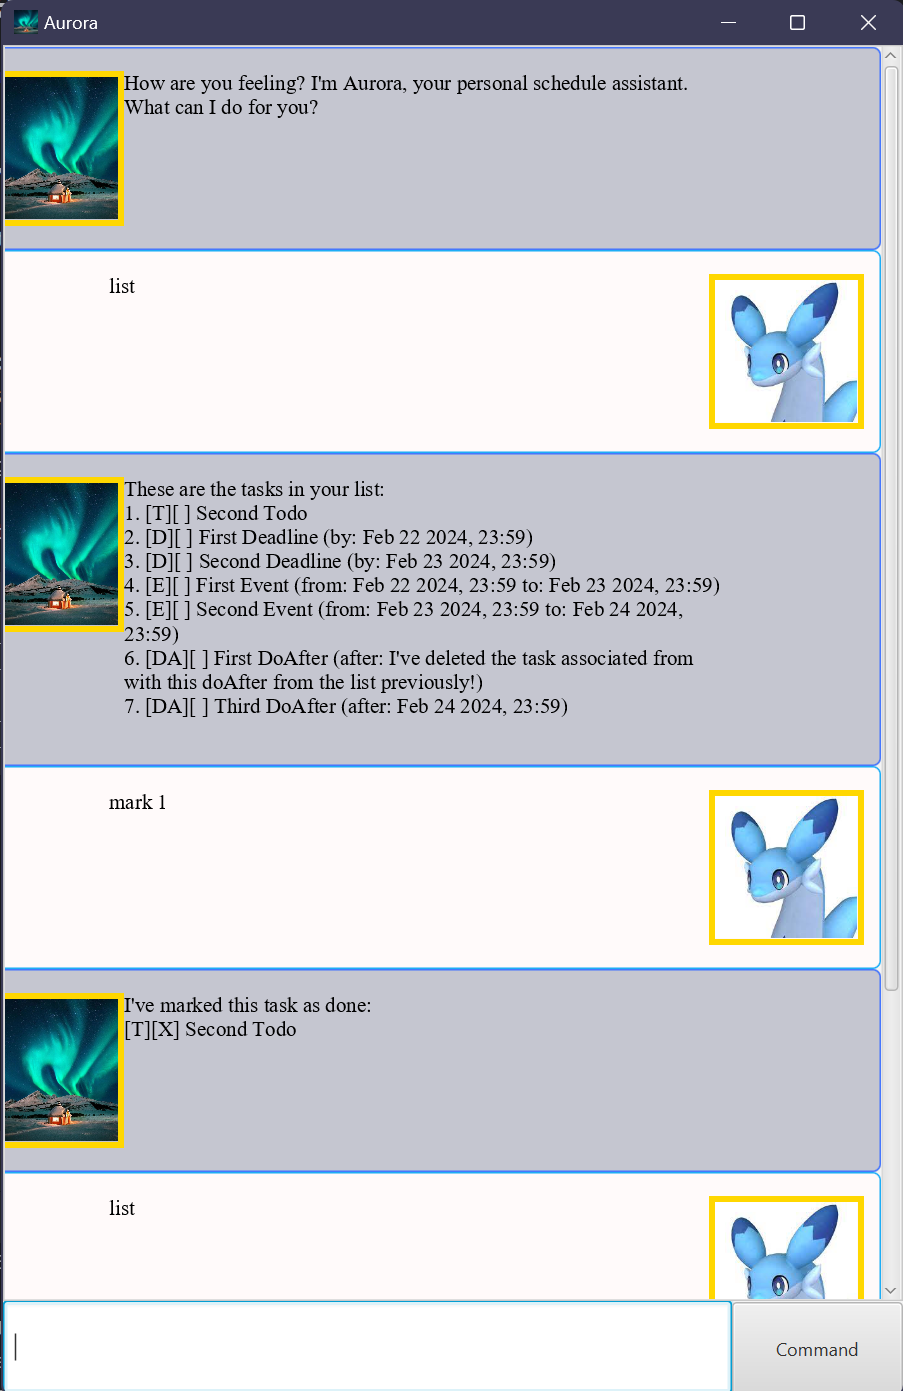 Aurora
How are you feeling? I'm Aurora, your personal schedule assistant.
What can I do for you?
list
These are the tasks in your list:
1. [T][ ] Second Todo
2. [D][ ] First Deadline (by: Feb 22 2024, 23:59)
3. [D][ ] Second Deadline (by: Feb 23 2024, 23:59)
4. [E][ ] First Event (from: Feb 22 2024, 23:59 to: Feb 23 2024, 23:59)
5. [E][ ] Second Event (from: Feb 23 2024, 23:59 to: Feb 24 2024,
23:59)
6. [DA][ ] First DoAfter (after: I've deleted the task associated from
with this doAfter from the list previously!)
7. [DA][ ] Third DoAfter (after: Feb 24 2024, 23:59)
mark 1
I've marked this task as done:
[T][X] Second Todo
list
Command